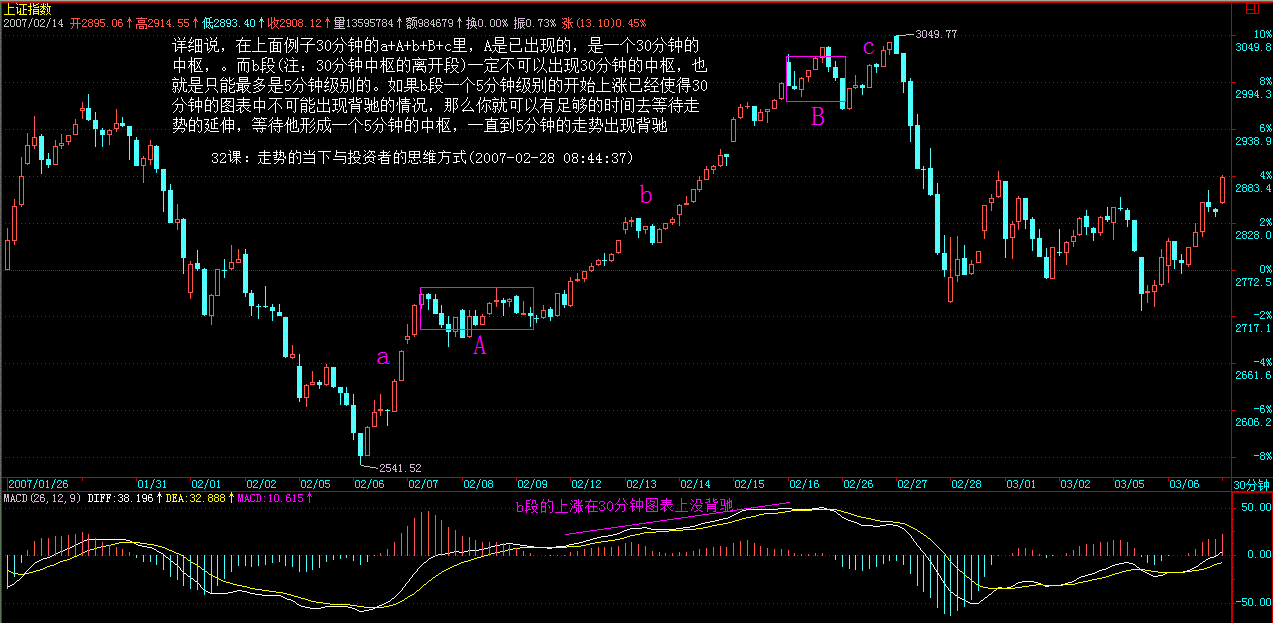 上证指数
2007/02/14 开2895.06↑高2914.55↑低2893.40↑收2908.12↑量13595784↑额984679↑换0.00% 振0.73% 涨(13.10)0.45%
详细说，在上面例子30分钟的a+A+b+B+c里，A是已出现的，是一个30分钟的
中枢，。而b段(注：30分钟中枢的离开段)一定不可以出现30分钟的中枢，也
就是只能最多是5分钟级别的。如果b段一个5分钟级别的开始上涨已经使得30
分钟的图表中不可能出现背驰的情况，那么你就可以有足够的时间去等待走
势的延伸，等待他形成一个5分钟的中枢，一直到5分钟的走势出现背驰
32课：走势的当下与投资者的思维方式(2007-02-28 08:44:37)
3049.77
c
B
b
A
a
2541.52
10%
3049.8
8%
2994.3
6%
2938.9
4%
2883.4
2%
2828.0
0%
2772.5
-2%
2717.1
-4%
2661.6
-6%
2606.2
-8%
2007/01/26 01/31 02/01 02/02 02/05 02/06 02/07 02/08 02/09 02/12 02/13 02/14 02/15 02/16 02/26 02/27 02/28 03/01 03/02 03/05 03/06 30分钟
MACD(26,12,9) DIFF:38.196↑DEA:32.888↑MACD:10.615↑
b段的上涨在30分钟图表上没背驰
50.00
0.00
-50.00